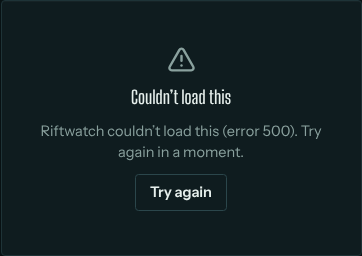 Couldn't load this
Riftwatch couldn't load this (error 500). Try
again in a moment.
Try again